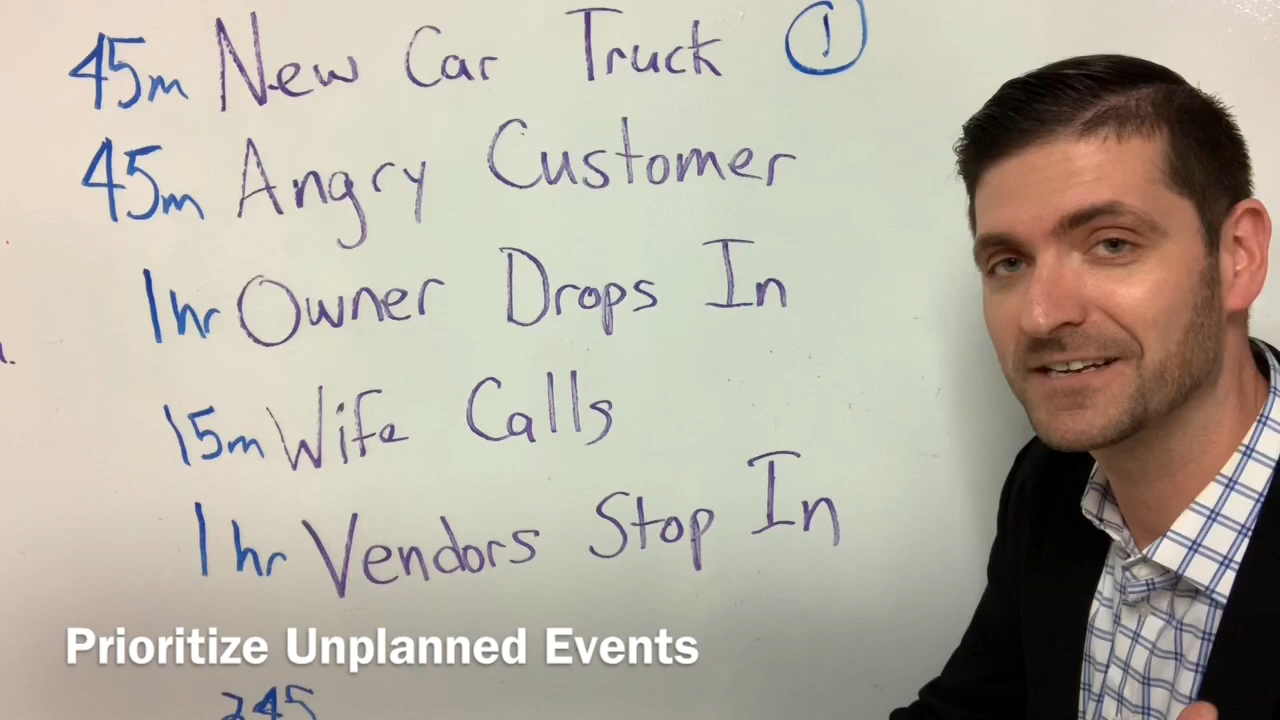 45m New Car Truck 1
45m Angry Customer
1hr Owner Drops In
15m Wife Calls
1hr Vendors Stop In
Prioritize Unplanned Events